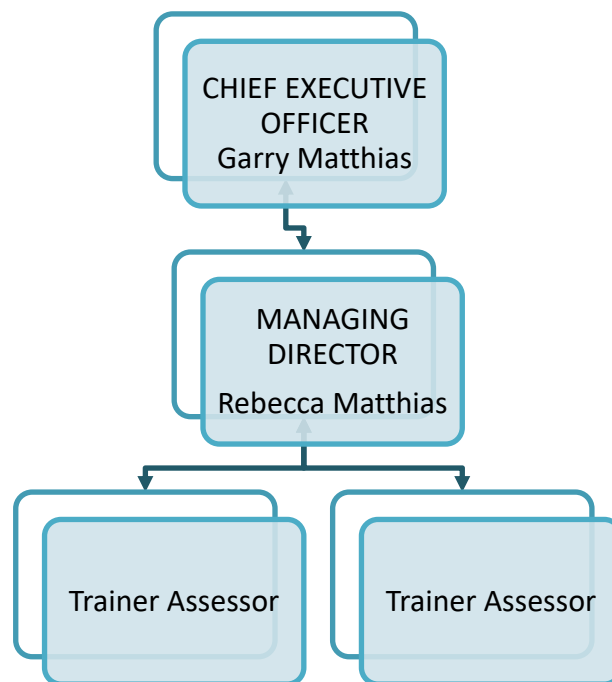 CHIEF EXECUTIVE
OFFICER
Garry Matthias
MANAGING
DIRECTOR
Rebecca Matthias
Trainer Assessor
Trainer Assessor